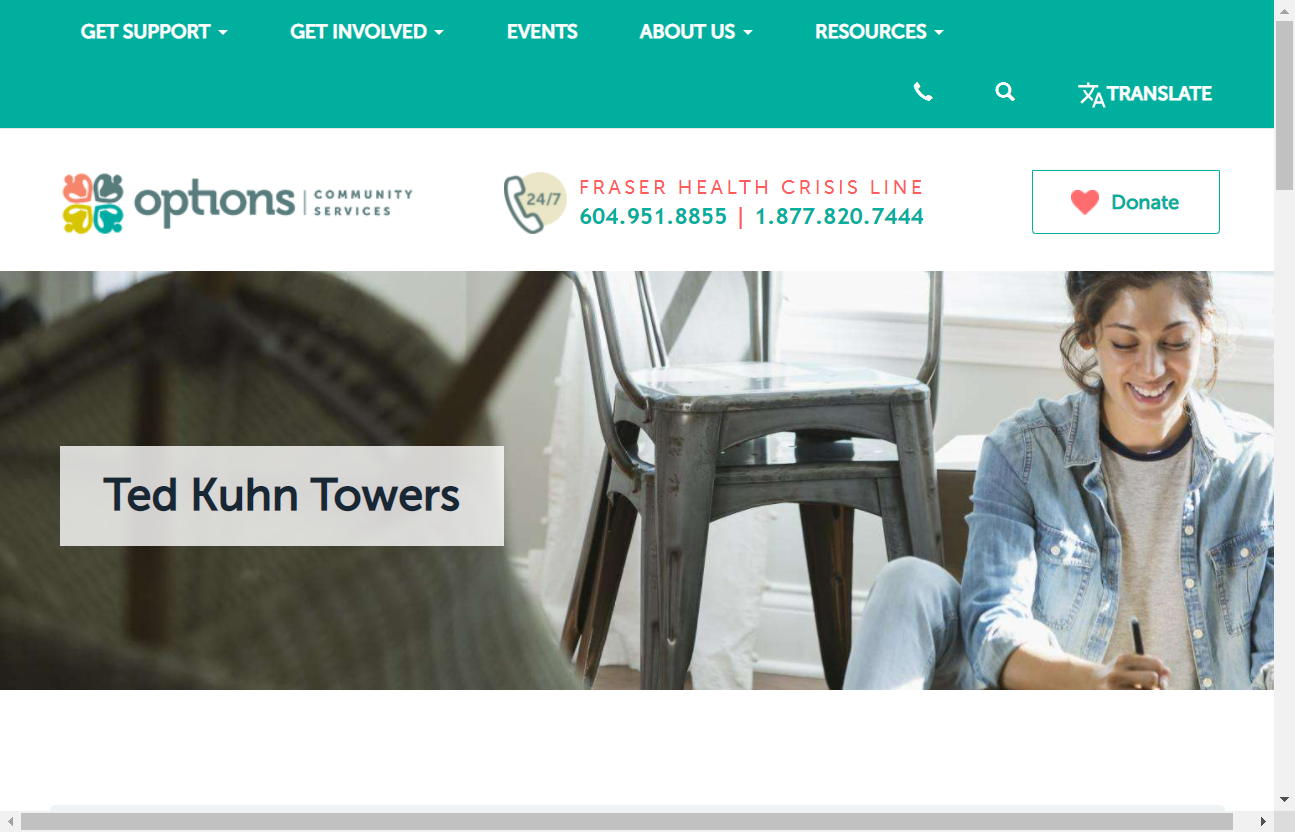 GET SUPPORT
GET INVOLVED
EVENTS
ABOUT US
RESOURCES
TRANSLATE
options | COMMUNITY SERVICES
24/7
FRASER HEALTH CRISIS LINE
604.951.8855 | 1.877.820.7444
Donate
Ted Kuhn Towers